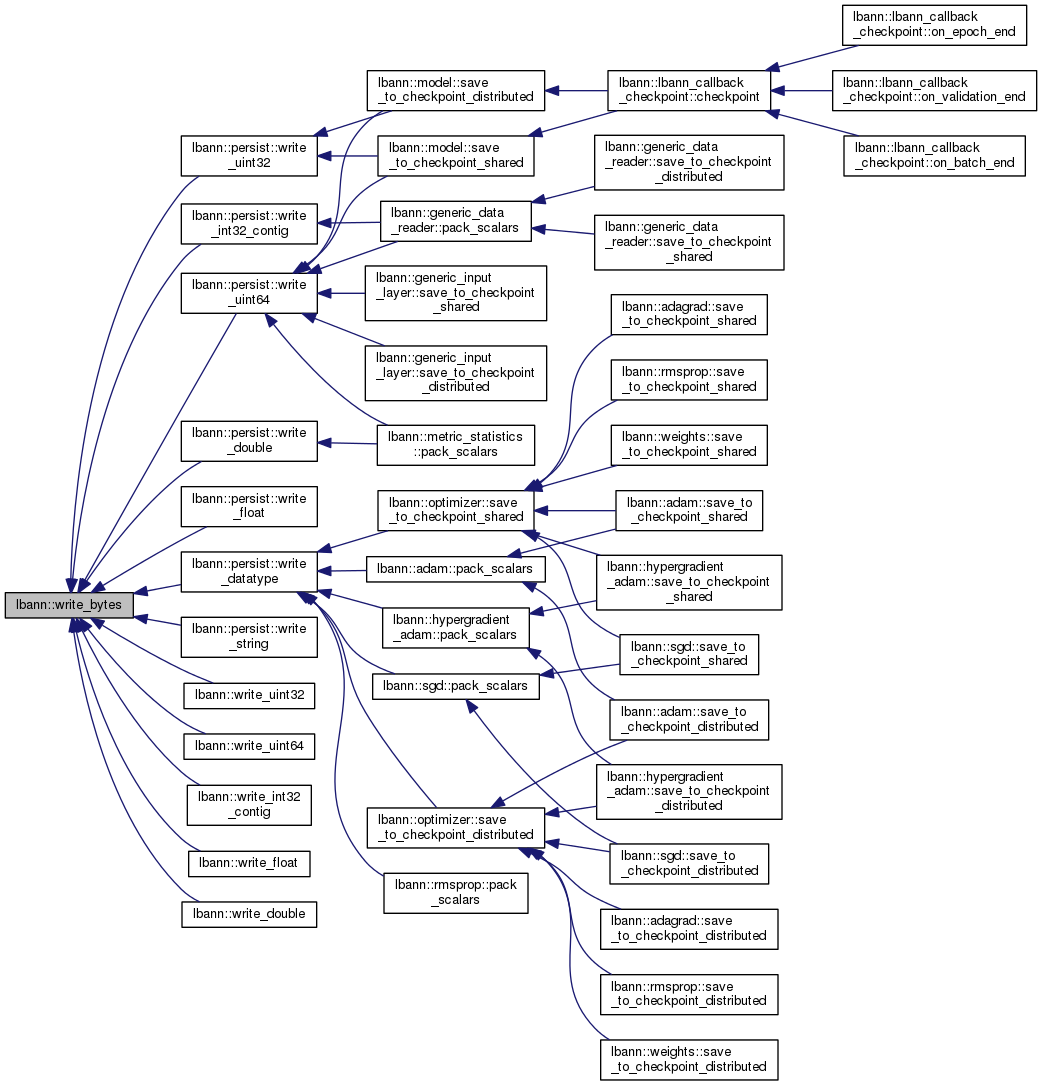 lbann::write_bytes
lbann::persist::write
_uint32
lbann::persist::write
_int32_contig
lbann::persist::write
_uint64
lbann::persist::write
_double
lbann::persist::write
_float
lbann::persist::write
_datatype
lbann::persist::write
_string
lbann::write_uint32
lbann::write_uint64
lbann::write_int32
_contig
lbann::write_float
lbann::write_double
lbann::model::save
_to_checkpoint_distributed
lbann::model::save
_to_checkpoint_shared
lbann::generic_data
_reader::pack_scalars
lbann::generic_input
_layer::save_to_checkpoint
_shared
lbann::generic_input
_layer::save_to_checkpoint
_distributed
lbann::metric_statistics
::pack_scalars
lbann::optimizer::save
_to_checkpoint_shared
lbann::adam::pack_scalars
lbann::hypergradient
_adam::pack_scalars
lbann::sgd::pack_scalars
lbann::optimizer::save
_to_checkpoint_distributed
lbann::rmsprop::pack
_scalars
lbann::lbann_callback
_checkpoint::checkpoint
lbann::generic_data
_reader::save_to_checkpoint
_distributed
lbann::generic_data
_reader::save_to_checkpoint
_shared
lbann::adagrad::save
_to_checkpoint_shared
lbann::rmsprop::save
_to_checkpoint_shared
lbann::weights::save
_to_checkpoint_shared
lbann::adam::save_to
_checkpoint_shared
lbann::hypergradient
_adam::save_to_checkpoint
_shared
lbann::sgd::save_to
_checkpoint_shared
lbann::adam::save_to
_checkpoint_distributed
lbann::hypergradient
_adam::save_to_checkpoint
_distributed
lbann::sgd::save_to
_checkpoint_distributed
lbann::adagrad::save
_to_checkpoint_distributed
lbann::rmsprop::save
_to_checkpoint_distributed
lbann::weights::save
_to_checkpoint_distributed
lbann::lbann_callback
_checkpoint::on_epoch_end
lbann::lbann_callback
_checkpoint::on_validation_end
lbann::lbann_callback
_checkpoint::on_batch_end